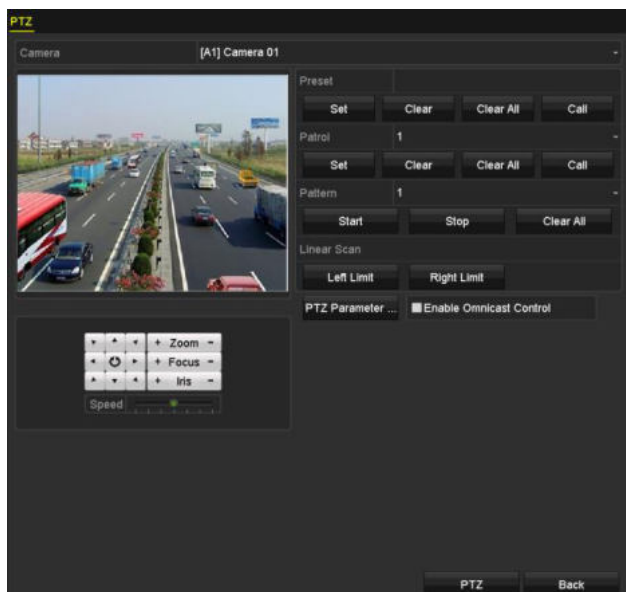 PTZ
Camera [A1] Camera 01
Preset
Set Clear Clear All Call
Patrol 1
Set Clear Clear All Call
Pattern 1
Start Stop Clear All
Linear Scan
Left Limit Right Limit
PTZ Parameter ... Enable Omnicast Control
+ Zoom -
+ Focus -
+ Iris -
Speed
PTZ Back